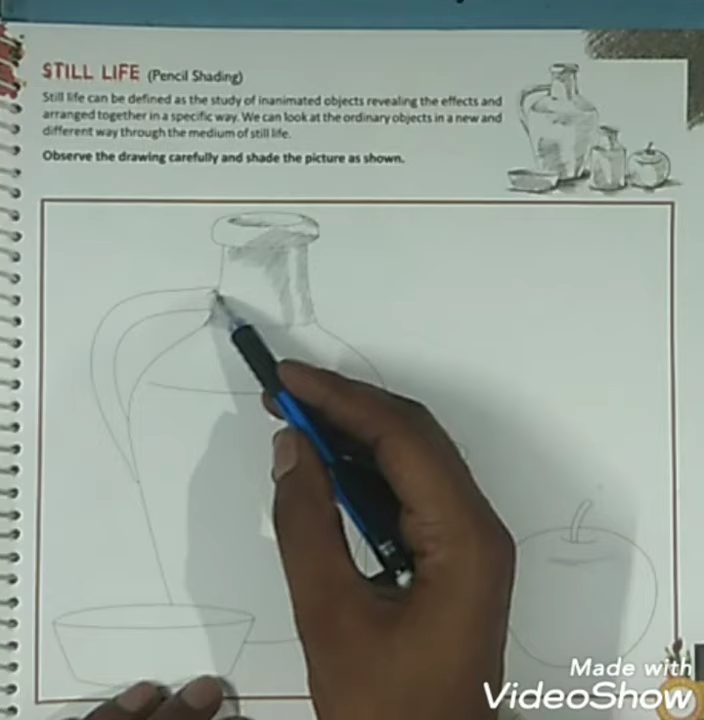 STILL LIFE (Pencil Shading)
Still life can be defined as the study of inanimated objects revealing the effects and
arranged together in a specific way. We can look at the ordinary objects in a new and
different way through the medium of still life.
Observe the drawing carefully and shade the picture as shown.
Made with
VideoShow